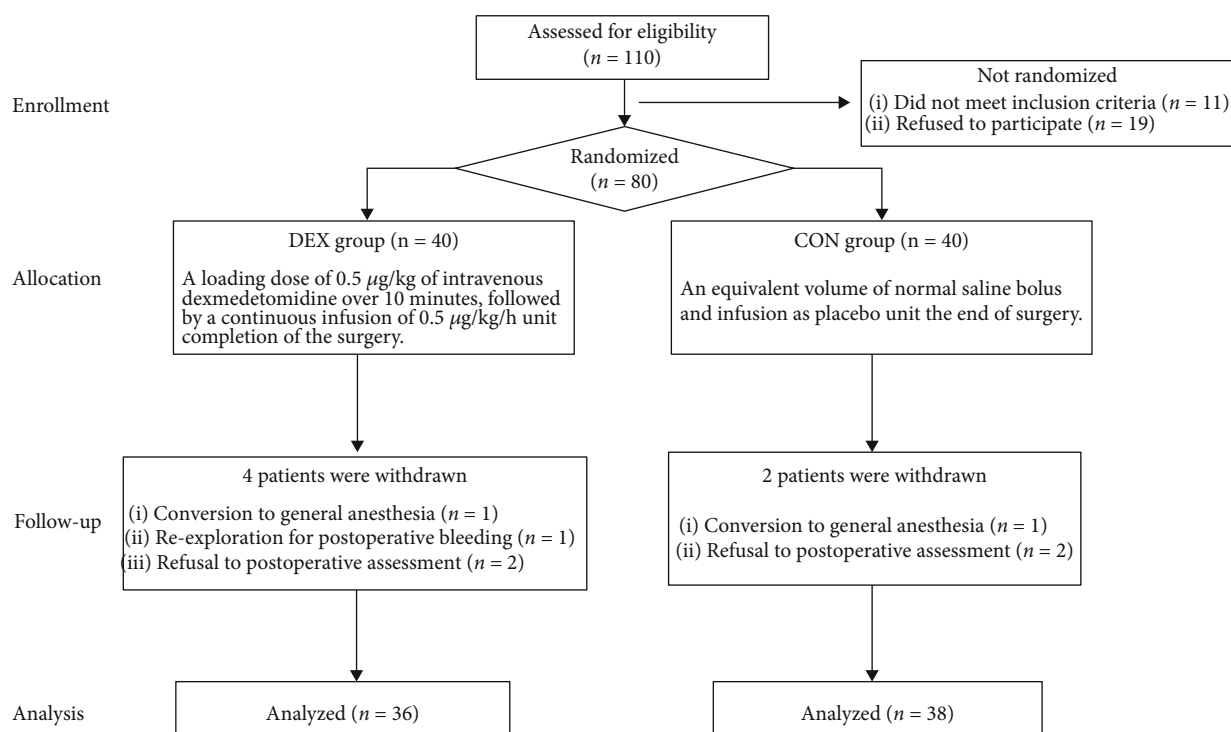 Assessed for eligibility
(n = 110)
Enrollment
Not randomized
(i) Did not meet inclusion criteria (n = 11)
(ii) Refused to participate (n = 19)
Randomized
(n = 80)
Allocation
DEX group (n = 40)
A loading dose of 0.5 μg/kg of intravenous
dexmedetomidine over 10 minutes, followed
by a continuous infusion of 0.5 μg/kg/h unit
completion of the surgery.
CON group (n = 40)
An equivalent volume of normal saline bolus
and infusion as placebo unit the end of surgery.
Follow-up
4 patients were withdrawn
(i) Conversion to general anesthesia (n = 1)
(ii) Re-exploration for postoperative bleeding (n = 1)
(iii) Refusal to postoperative assessment (n = 2)
2 patients were withdrawn
(i) Conversion to general anesthesia (n = 1)
(ii) Refusal to postoperative assessment (n = 2)
Analysis
Analyzed (n = 36)
Analyzed (n = 38)